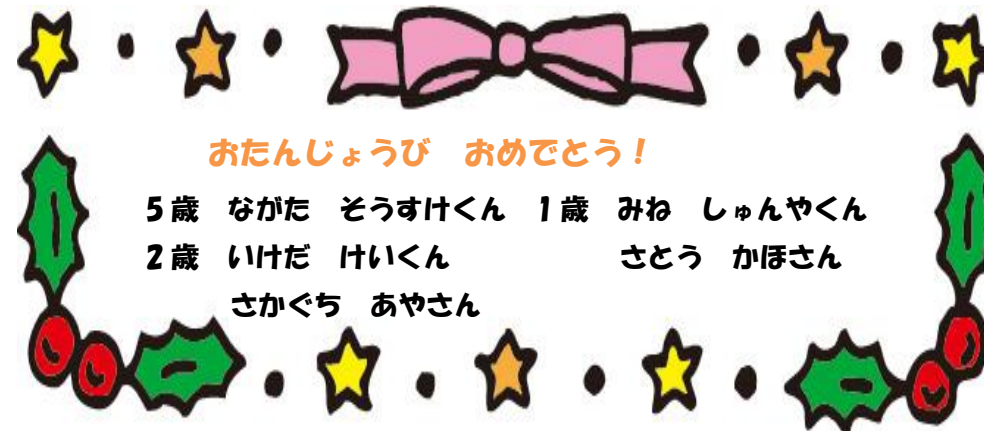 おたんじょうび　おめでとう！
５歳　ながた　そうすけくん　１歳　みね　しゅんやくん
２歳　いけだ　けいくん　　　　　　さとう　かほさん
さかぐち　あやさん